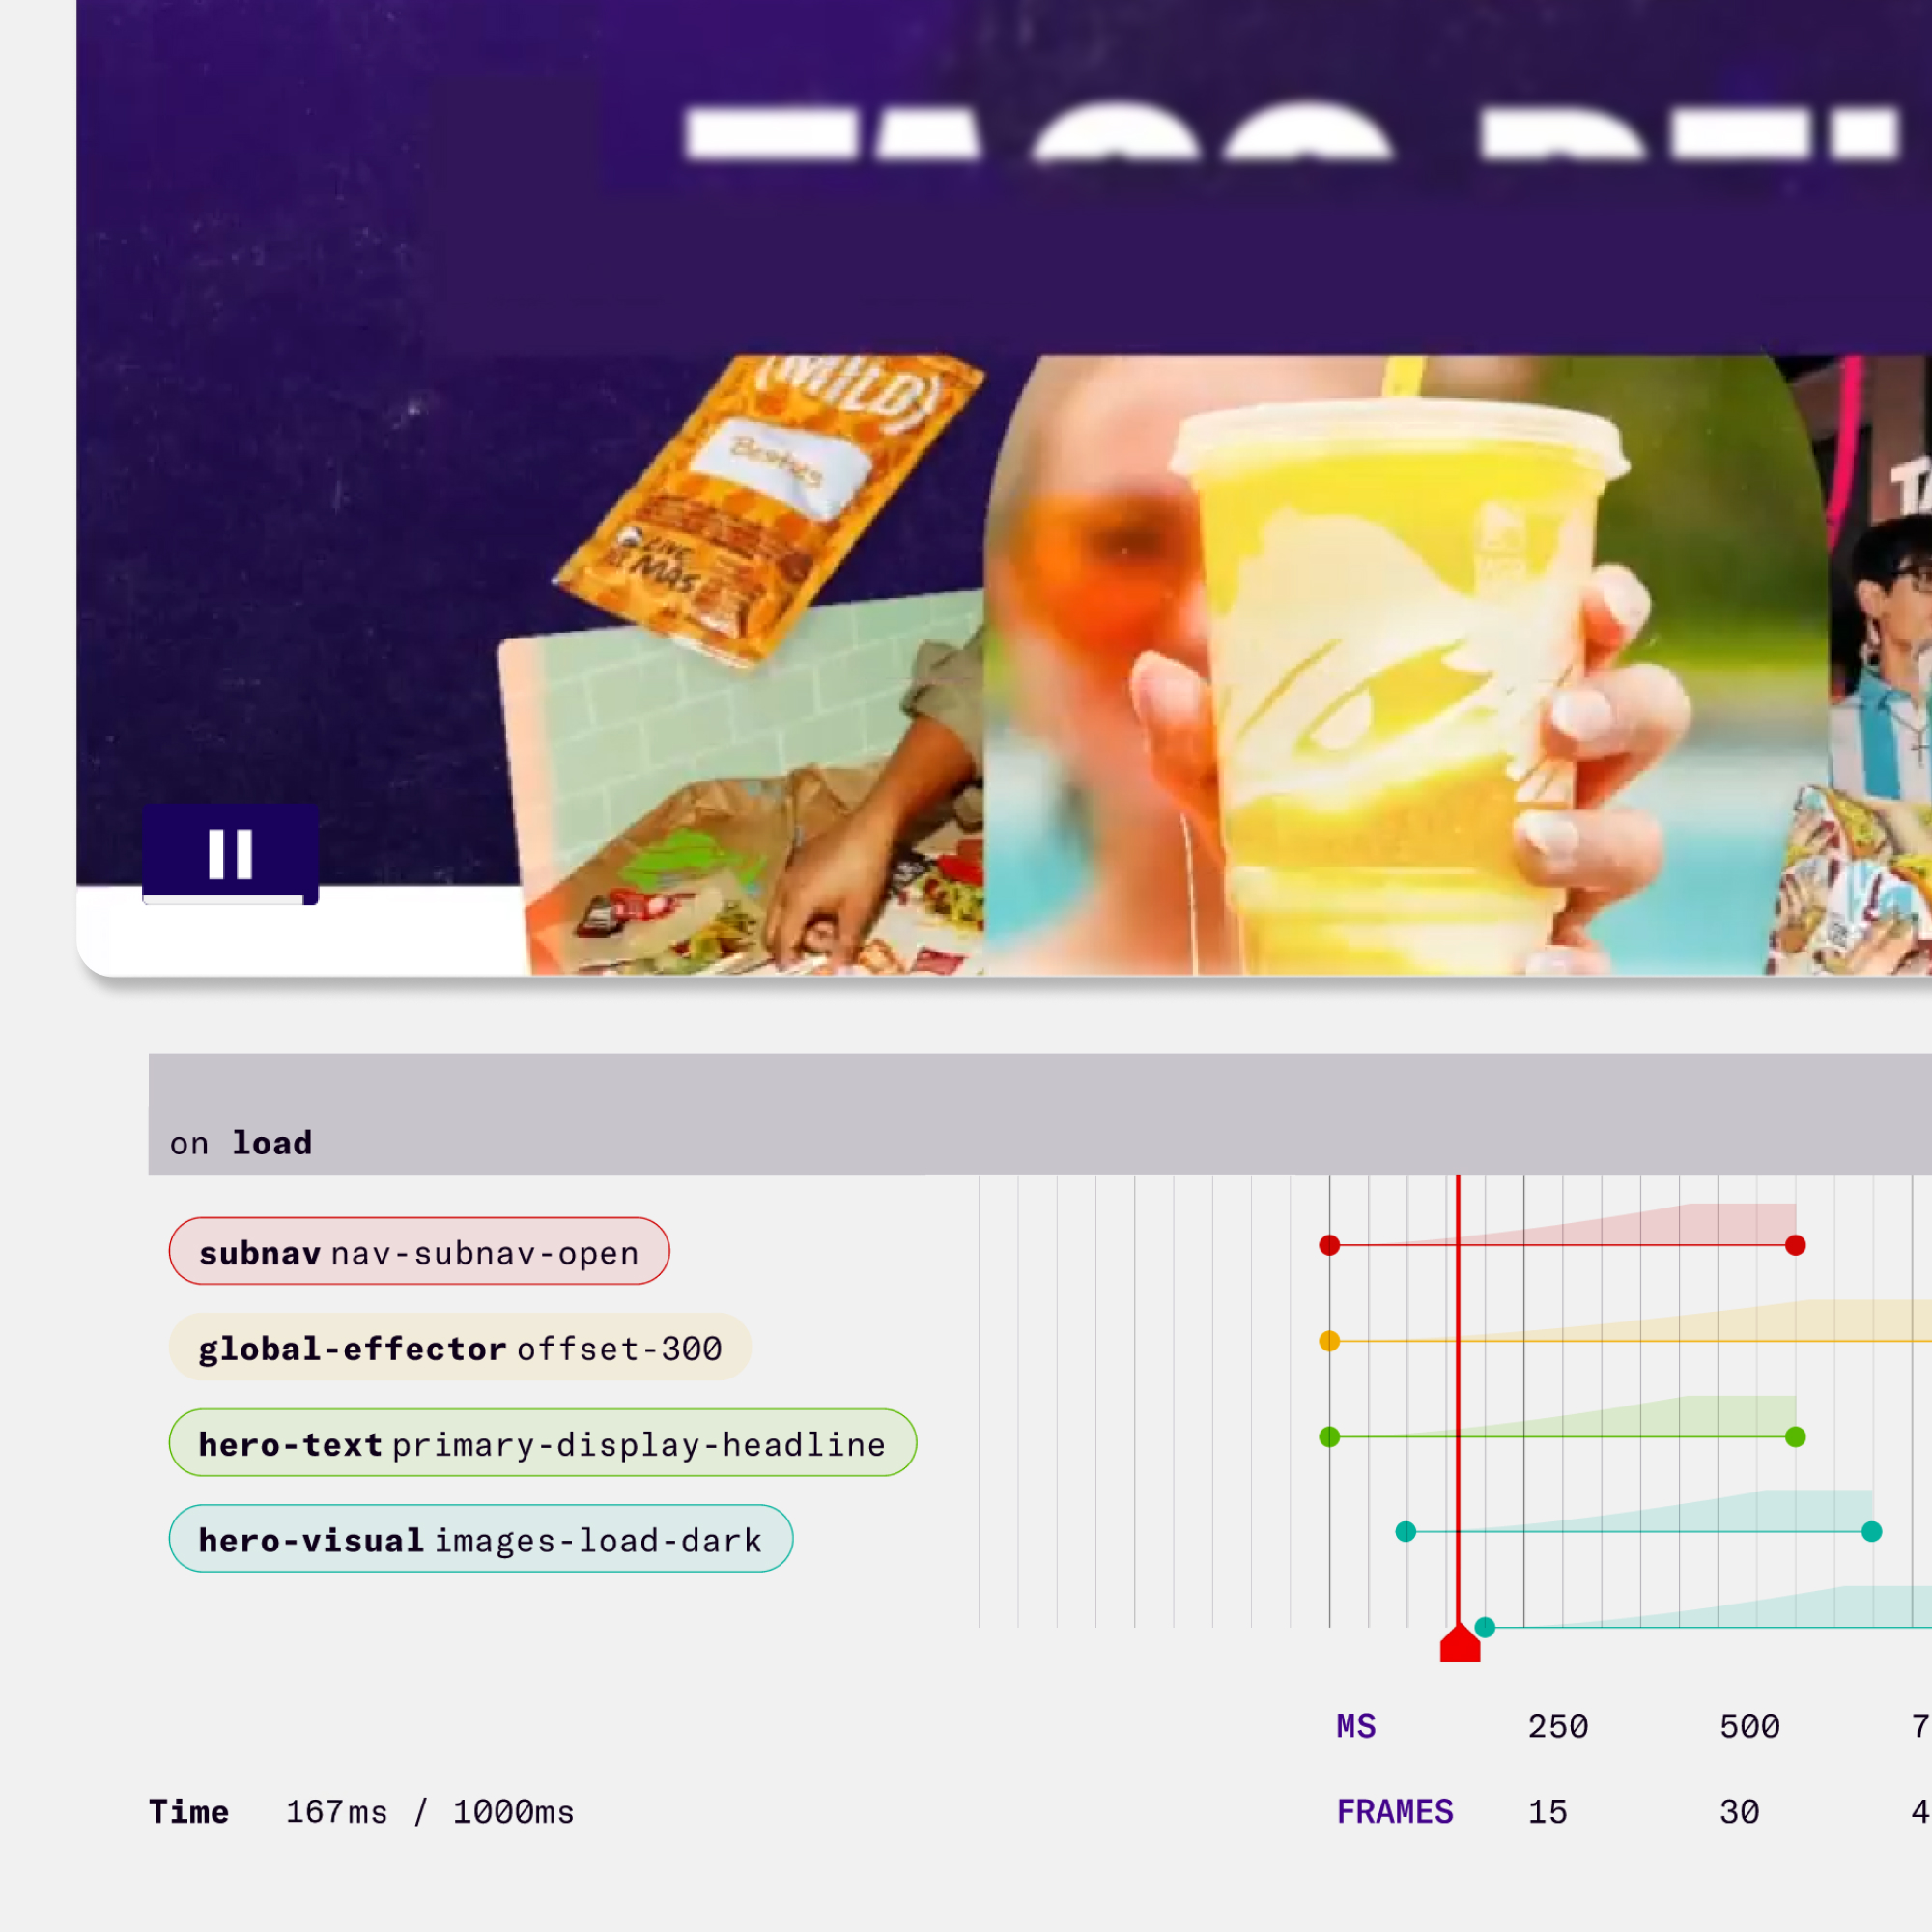 (MILD)
Besties
LIVE
MÁS
TA
on load
subnav nav-subnav-open
global-effector offset-300
hero-text primary-display-headline
hero-visual images-load-dark
MS 250 500 7
Time 167ms / 1000ms
FRAMES 15 30 4